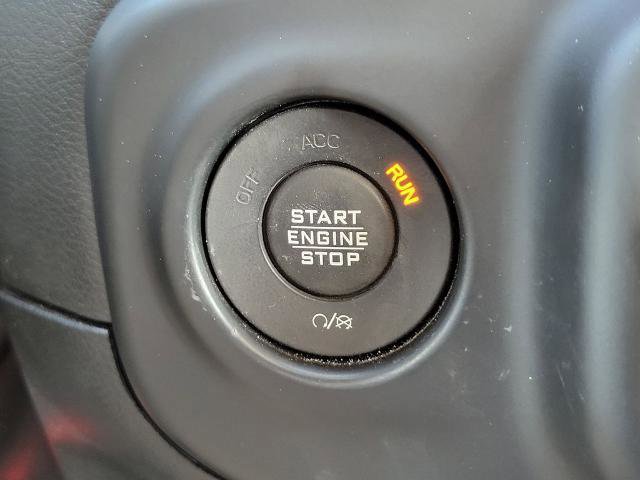 OFF
ACC
RUN
START
ENGINE
STOP